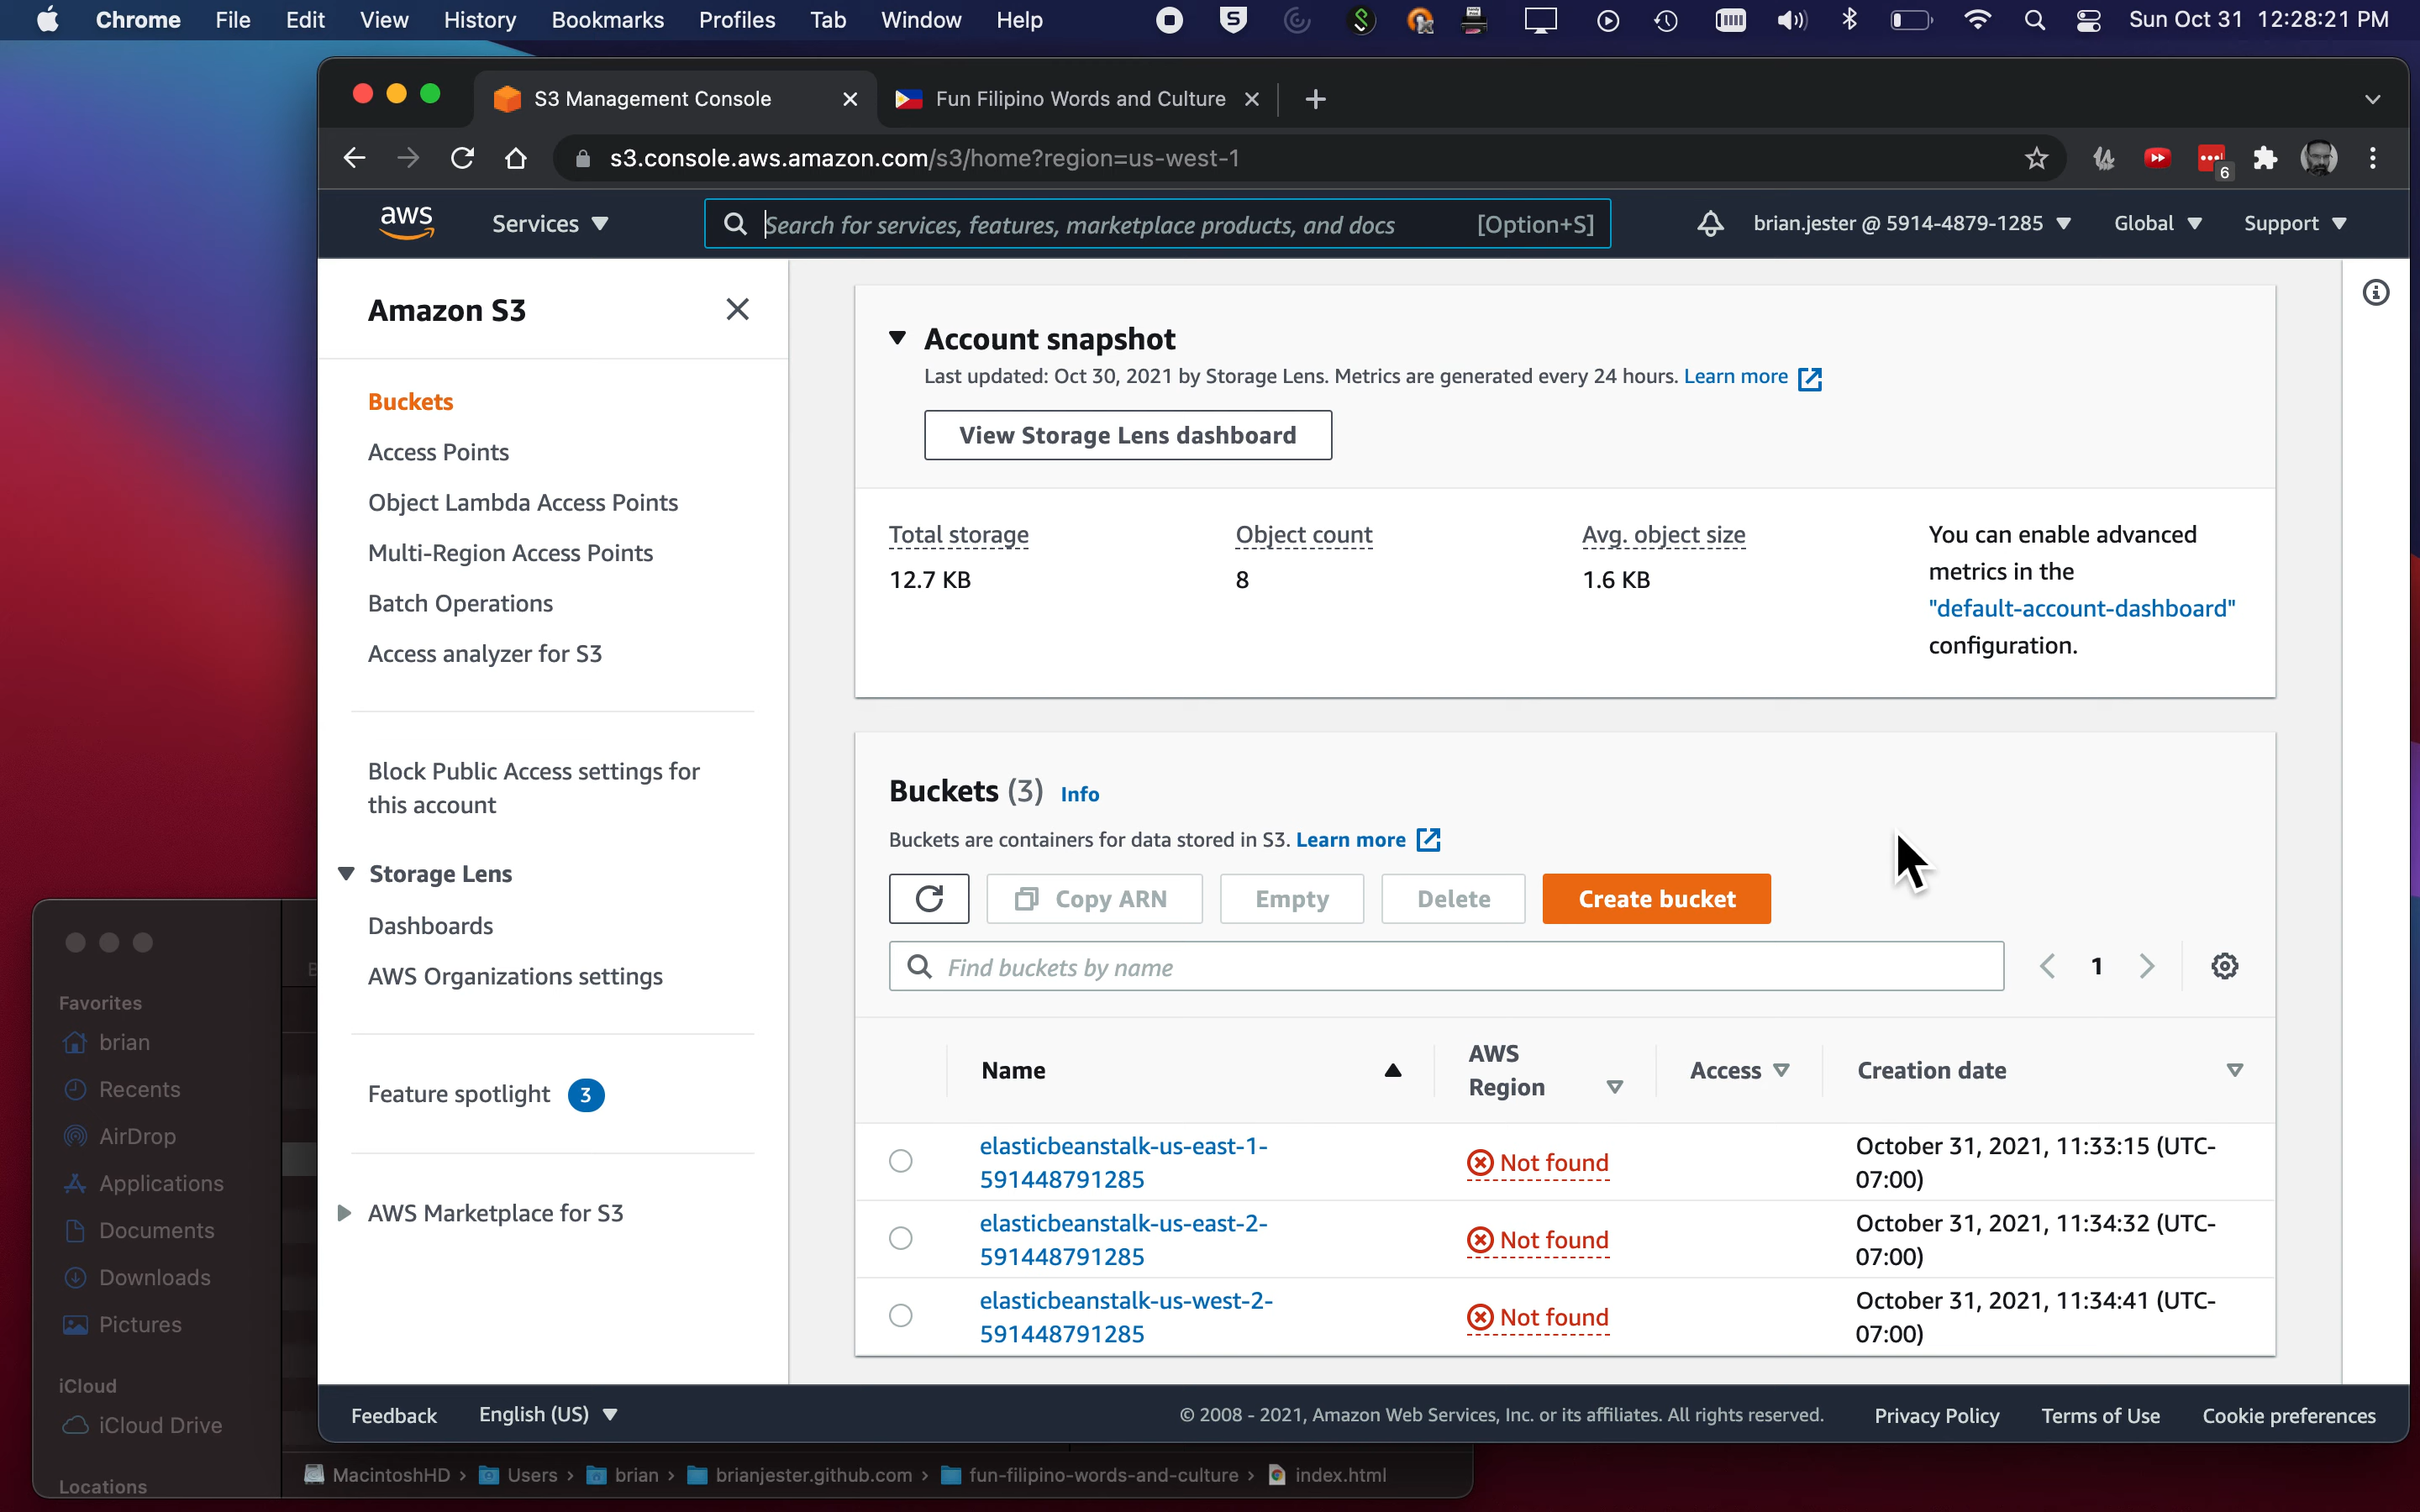 Chrome File Edit View History Bookmarks Profiles Tab Window Help Sun Oct 31 12:28:21 PM
S3 Management Console
Fun Filipino Words and Culture
s3.console.aws.amazon.com/s3/home?region=us-west-1
6
aws Services Search for services, features, marketplace products, and docs [Option+S] brian.jester @ 5914-4879-1285 Global Support
Amazon S3
Buckets
Access Points
Object Lambda Access Points
Multi-Region Access Points
Batch Operations
Access analyzer for S3
Block Public Access settings for
this account
Storage Lens
Dashboards
AWS Organizations settings
Feature spotlight 3
AWS Marketplace for S3
Account snapshot
Last updated: Oct 30, 2021 by Storage Lens. Metrics are generated every 24 hours. Learn more
View Storage Lens dashboard
Total storage
12.7 KB
Object count
8
Avg. object size
1.6 KB
You can enable advanced
metrics in the
"default-account-dashboard"
configuration.
Buckets (3) Info
Buckets are containers for data stored in S3. Learn more
Copy ARN Empty Delete Create bucket
Find buckets by name
1
Name AWS Region Access Creation date
elasticbeanstalk-us-east-1-
591448791285
Not found
October 31, 2021, 11:33:15 (UTC-
07:00)
elasticbeanstalk-us-east-2-
591448791285
Not found
October 31, 2021, 11:34:32 (UTC-
07:00)
elasticbeanstalk-us-west-2-
591448791285
Not found
October 31, 2021, 11:34:41 (UTC-
07:00)
Feedback English (US) © 2008 - 2021, Amazon Web Services, Inc. or its affiliates. All rights reserved. Privacy Policy Terms of Use Cookie preferences
Favorites
brian
Recents
AirDrop
Applications
Documents
Downloads
Pictures
iCloud
iCloud Drive
Locations
MacintoshHD › Users › brian › brianjester.github.com › fun-filipino-words-and-culture › index.html